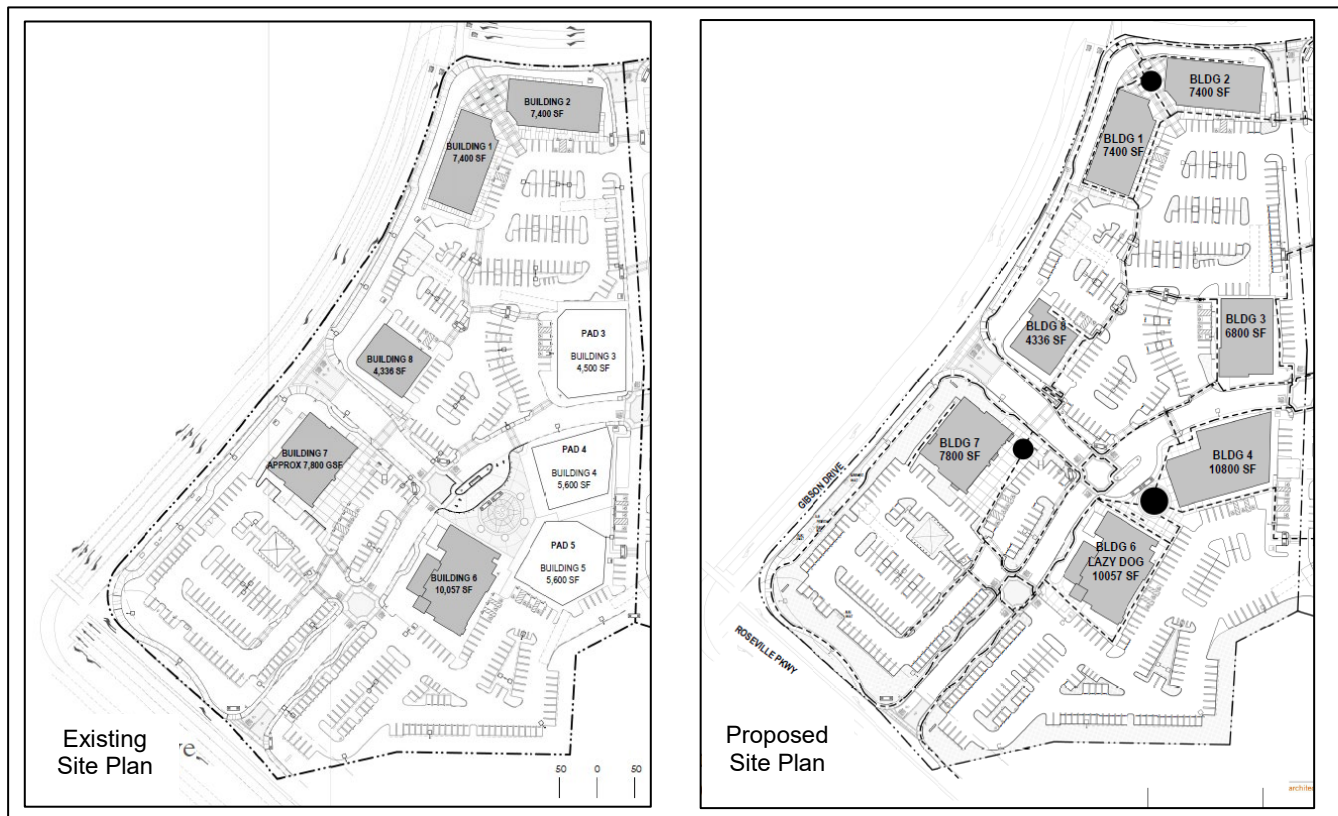 BUILDING 2
7,400 SF
BUILDING 1
7,400 SF
PAD 3
BUILDING 3
4,500 SF
BUILDING 8
4,336 SF
PAD 4
BUILDING 4
5,600 SF
BUILDING 7
APPROX 7,800 GSF
PAD 5
BUILDING 5
5,600 SF
BUILDING 6
10,057 SF
Existing
Site Plan
50 0 50
BLDG 2
7400 SF
BLDG 1
7400 SF
BLDG 3
6800 SF
BLDG 8
4336 SF
BLDG 7
7800 SF
BLDG 4
10800 SF
GIBSON DRIVE
BLDG 6
LAZY DOG
10057 SF
ROSEVILLE PKWY
Proposed
Site Plan